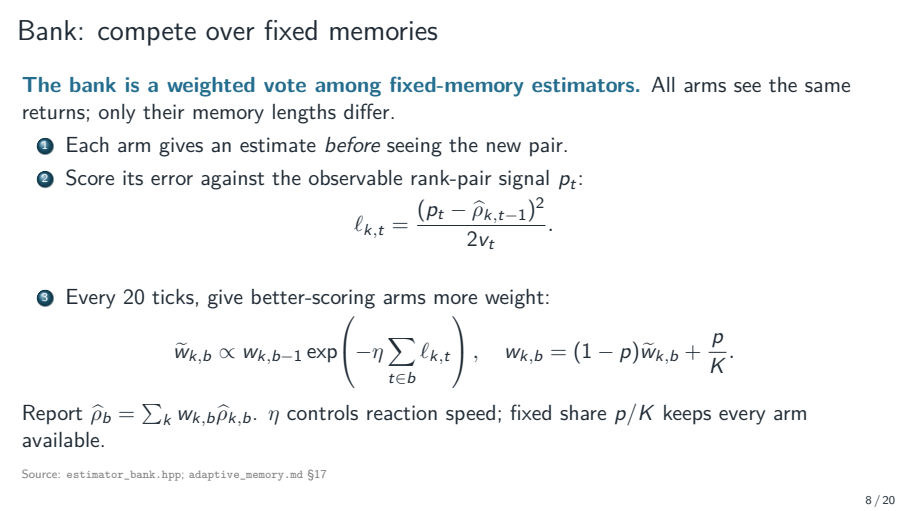 Bank: compete over fixed memories
The bank is a weighted vote among fixed-memory estimators. All arms see the same
returns; only their memory lengths differ.
1 Each arm gives an estimate before seeing the new pair.
2 Score its error against the observable rank-pair signal pₜ:
ℓ_{k,t} = (pₜ − ρ̂_{k,t−1})² / 2vₜ .
3 Every 20 ticks, give better-scoring arms more weight:
w̃_{k,b} ∝ w_{k,b−1} exp(−η ∑_{t∈b} ℓ_{k,t}) , w_{k,b} = (1 − p)w̃_{k,b} + p/K .
Report ρ̂_b = ∑_k w_{k,b}ρ̂_{k,b}. η controls reaction speed; fixed share p/K keeps every arm
available.
Source: estimator_bank.hpp; adaptive_memory.md §17
8 / 20